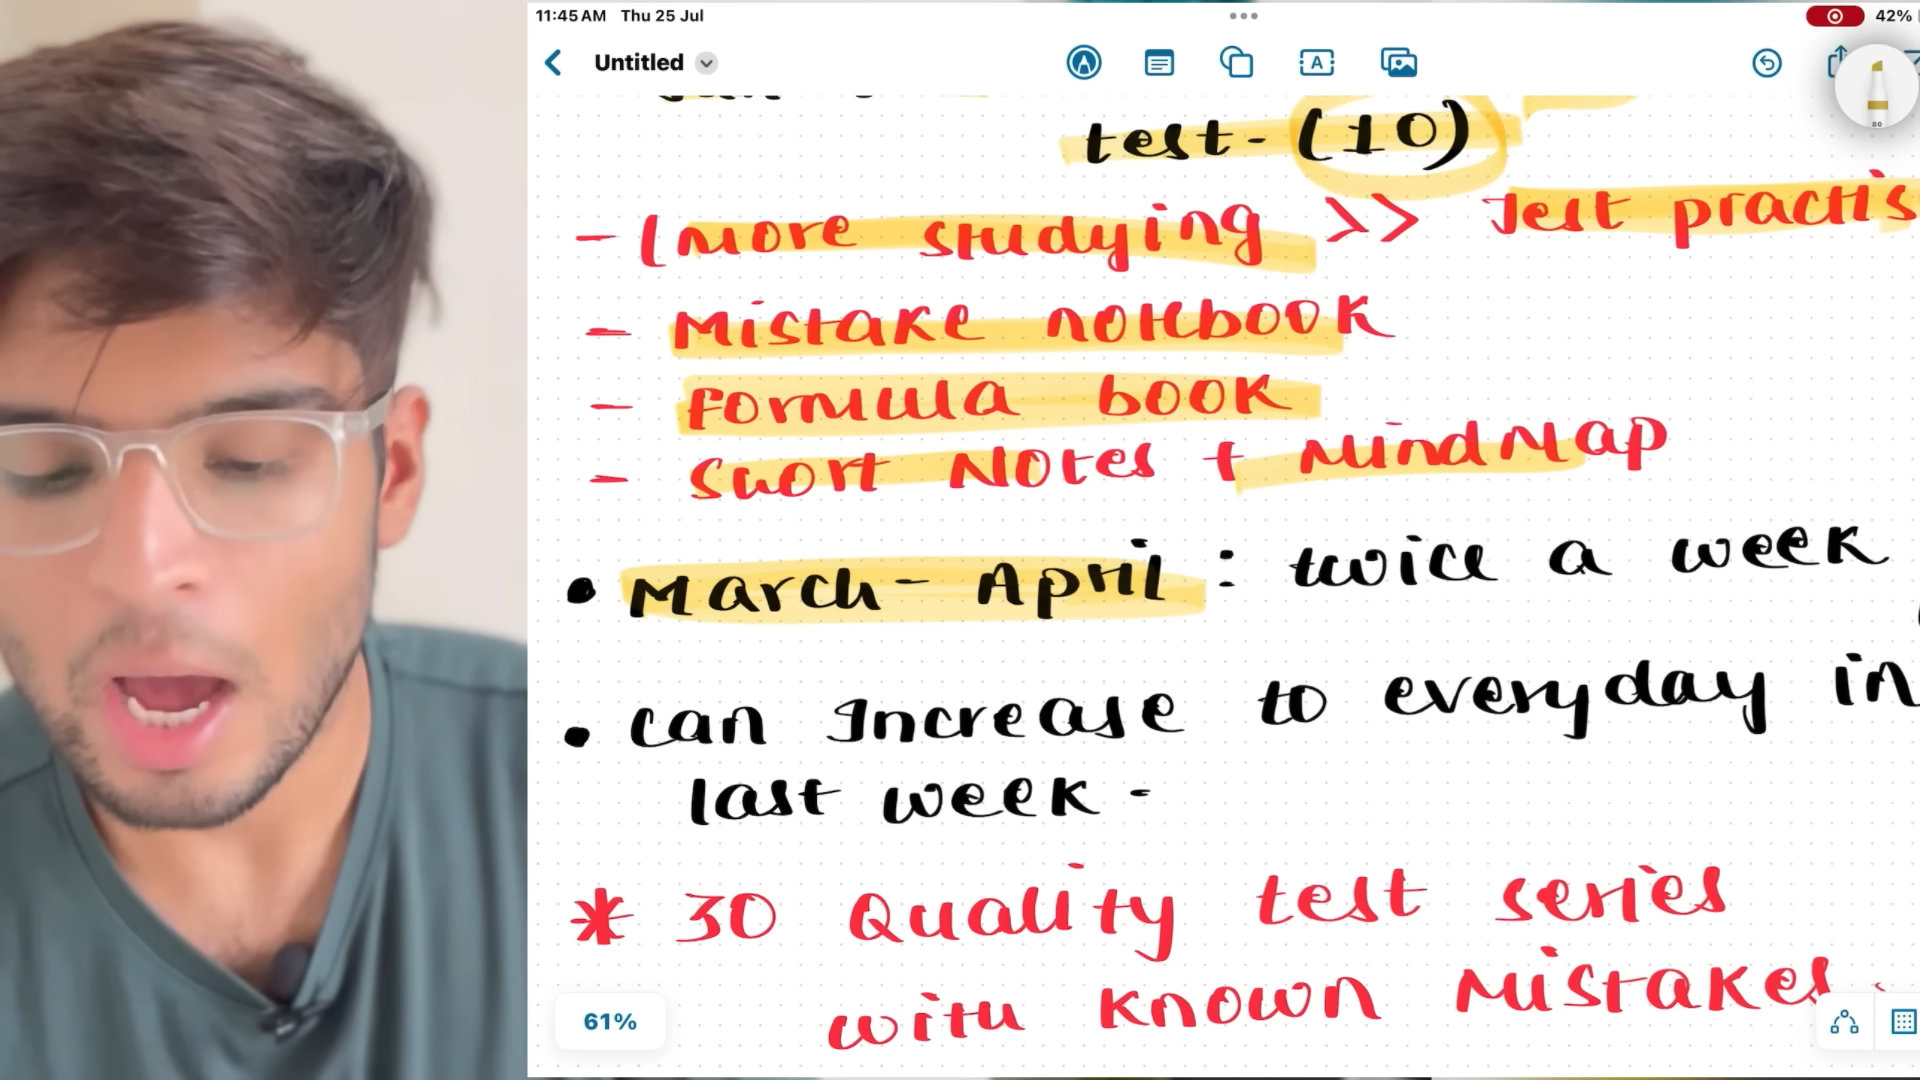 11:45 AM Thu 25 Jul
42%
Untitled
A
80
test - (10)
- (more studying >> Test practis
- Mistake notebook
- Formula book
- Short Notes + MindMap
• March - April : twice a week
• can Increase to everyday in
last week -
* 30 Quality test series
with known Mistakes.
61%